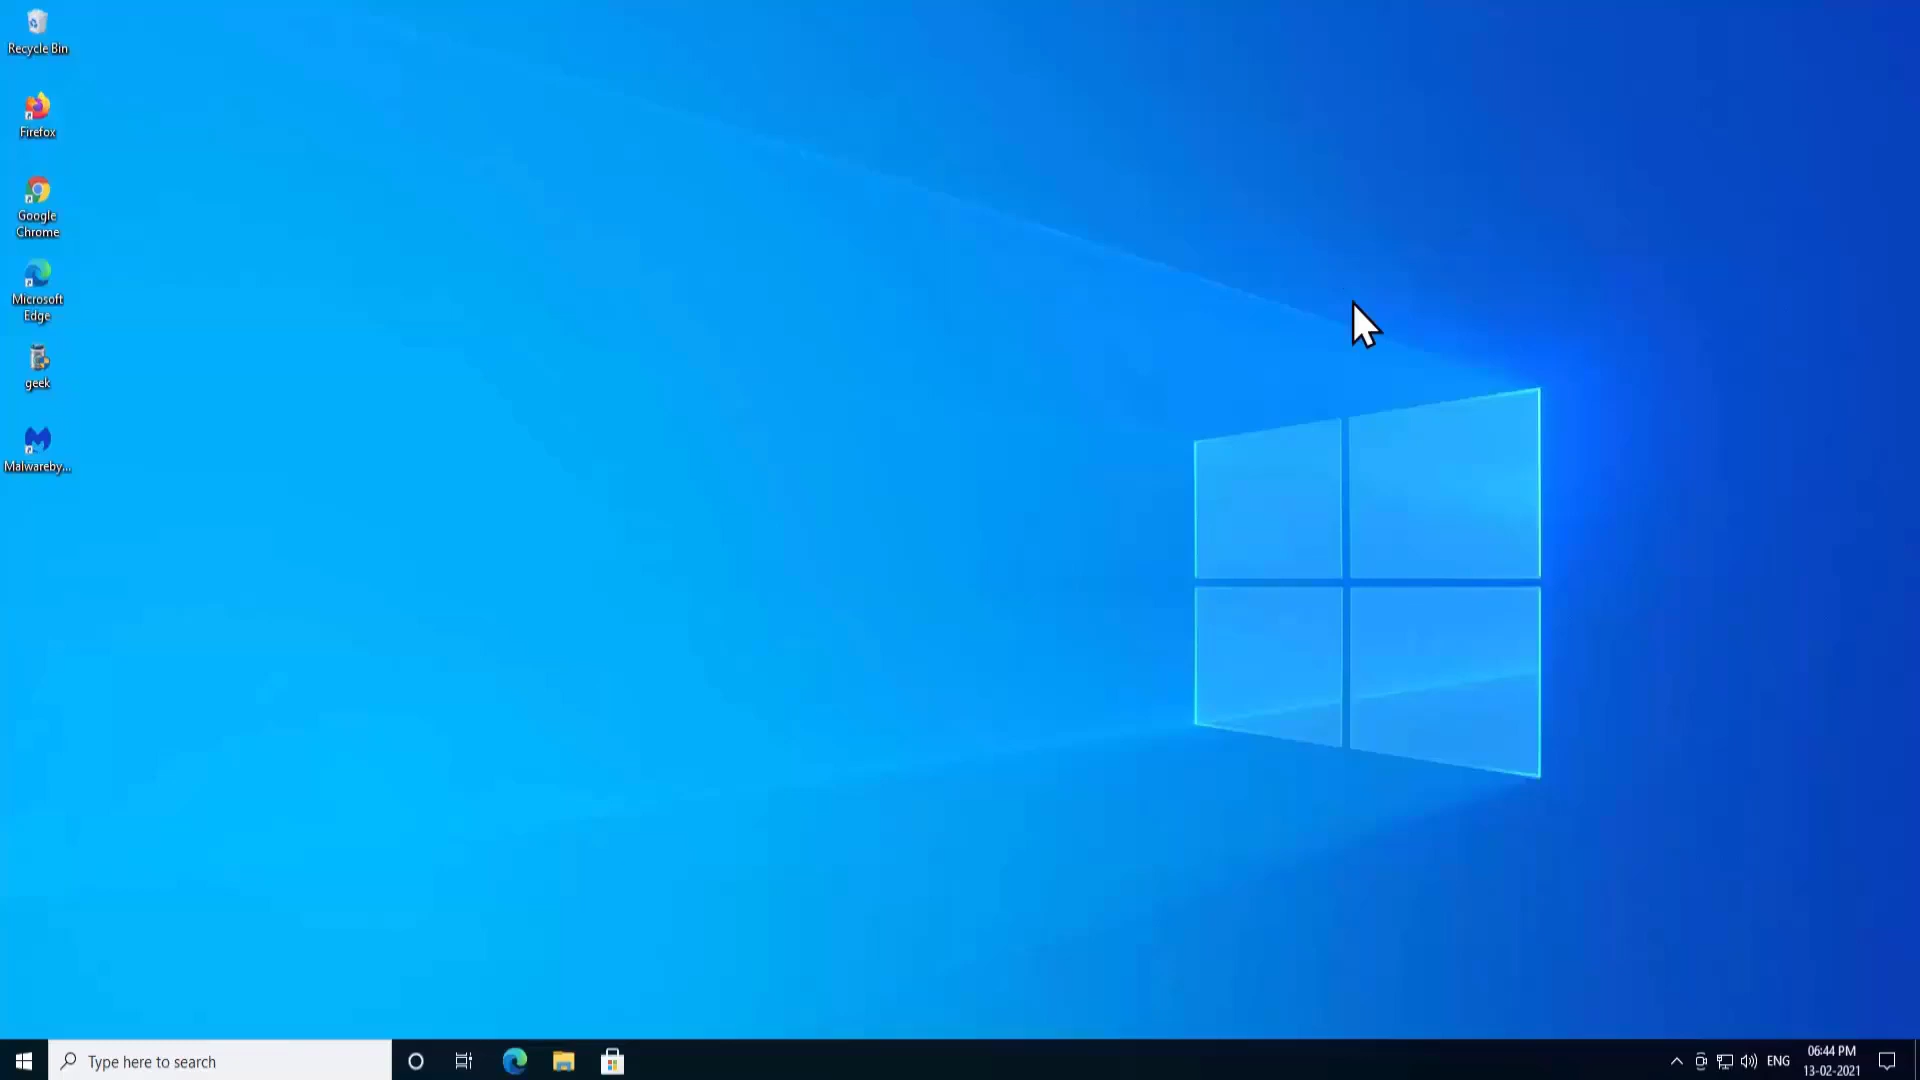 Recycle Bin
Firefox
Google
Chrome
Microsoft
Edge
geek
Malwareby...
Type here to search
ENG
06:44 PM
13-02-2021